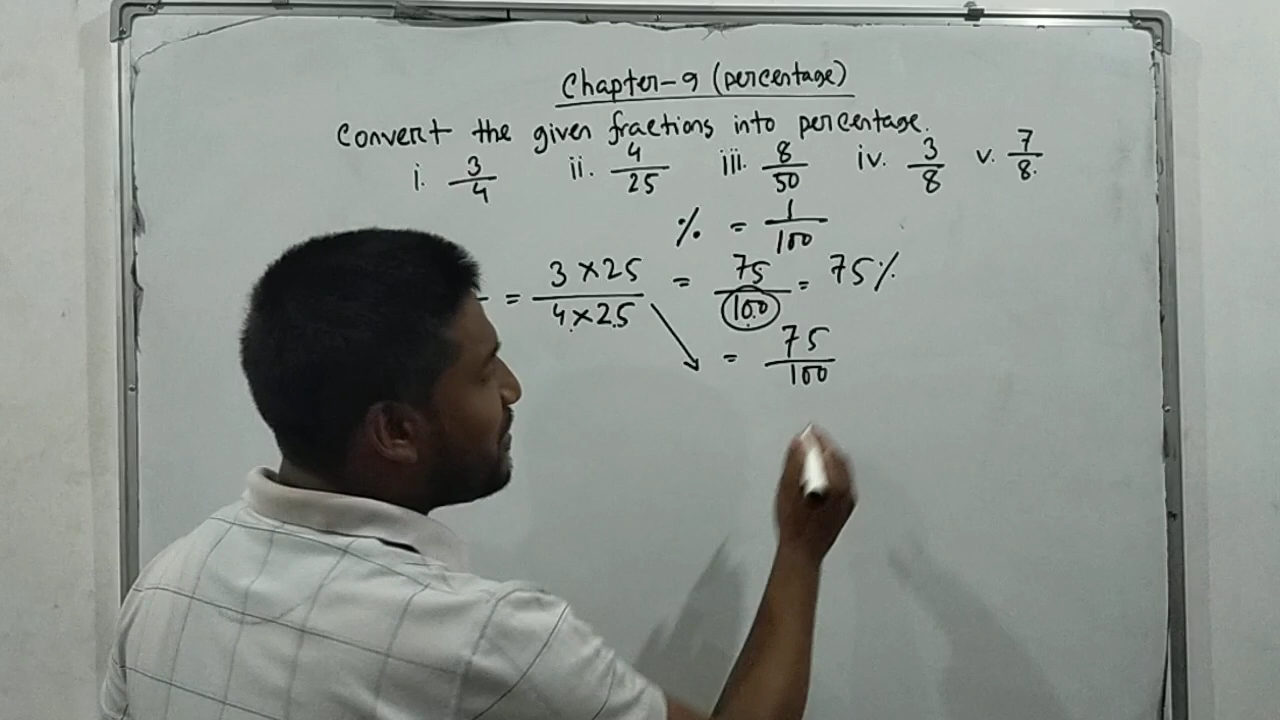 Chapter-9 (percentage)
Convert the given fractions into percentage.
i. 3/4 ii. 4/25 iii. 8/50 iv. 3/8 v. 7/8.
% = 1/100
= 3×25/4×25 = 75/100 = 75%
= 75/100